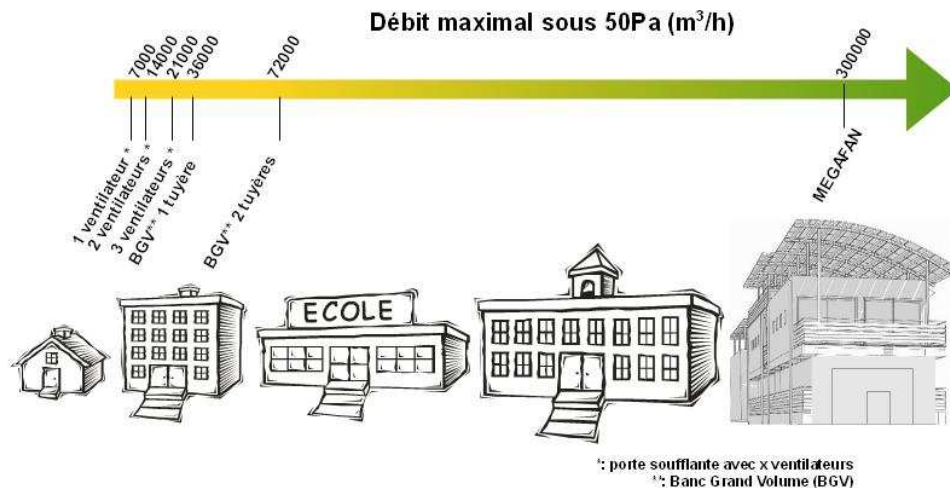 Débit maximal sous 50Pa (m³/h)
7000
14000
21000
36000
72000
300000
1 ventilateur *
2 ventilateurs *
3 ventilateurs *
BGV** 1 tuyère
BGV** 2 tuyères
MEGAFAN
ECOLE
*: porte soufflante avec x ventilateurs
**: Banc Grand Volume (BGV)